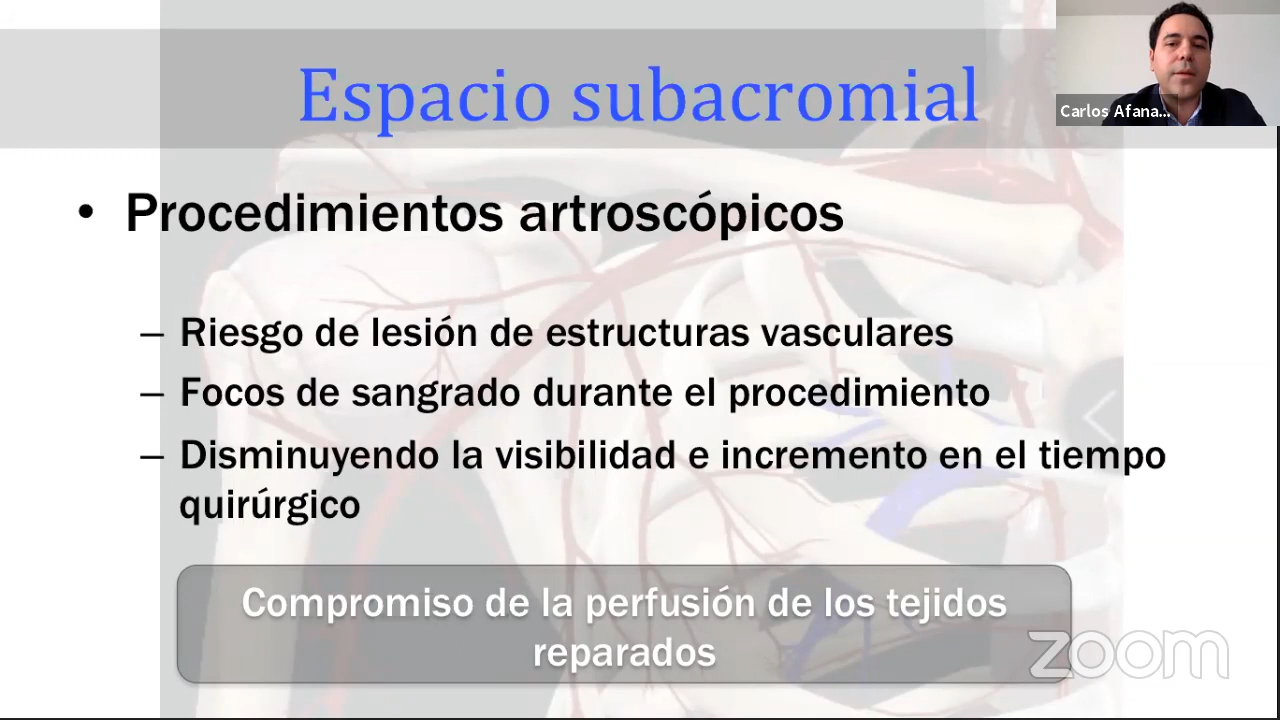 Espacio subacromial
Carlos Afana...
• Procedimientos artroscópicos
– Riesgo de lesión de estructuras vasculares
– Focos de sangrado durante el procedimiento
– Disminuyendo la visibilidad e incremento en el tiempo
quirúrgico
Compromiso de la perfusión de los tejidos
reparados
zoom